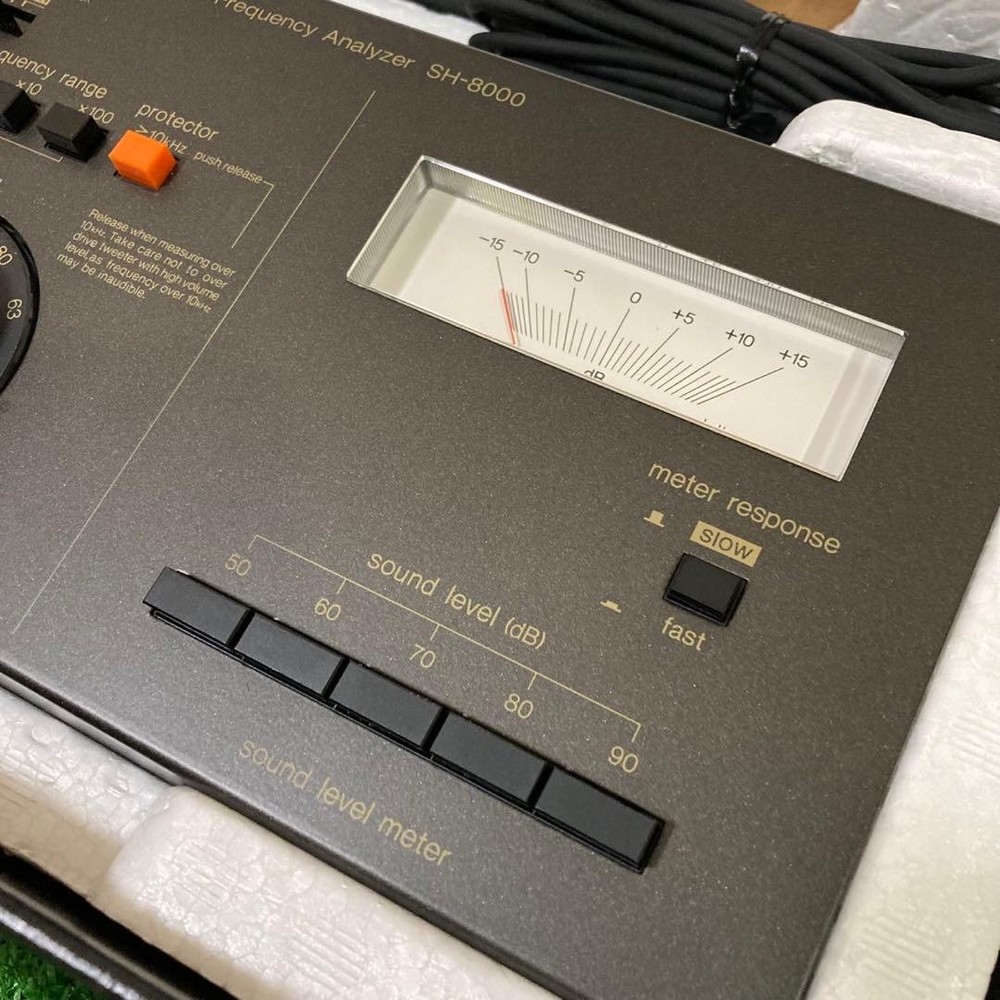 Frequency Analyzer SH-8000
quency range
×10
×100
protector
>10kHz push release
Release when measuring over
10kHz. Take care not to over
drive tweeter with high volume
level, as frequency over 10kHz
may be inaudible.
80
63
-15 -10 -5 0 +5 +10 +15
dB
meter response
slow
fast
sound level (dB)
50 60 70 80 90
sound level meter